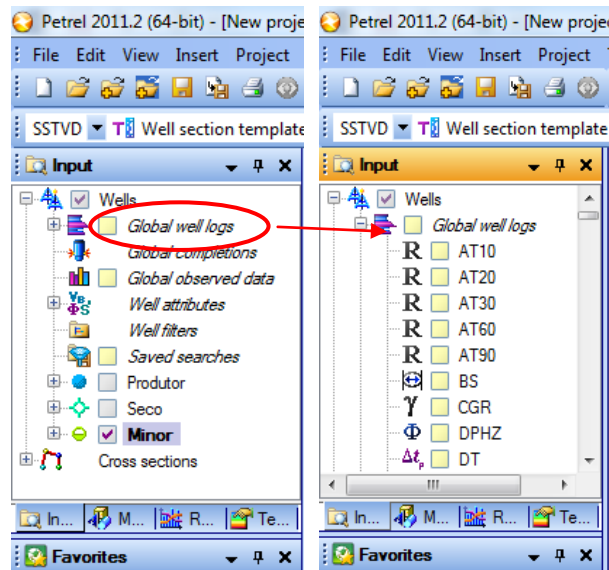 Petrel 2011.2 (64-bit) - [New proje
File Edit View Insert Project
SSTVD Well section template
Input
Wells
Global well logs
Global completions
Global observed data
Well attributes
Well filters
Saved searches
Produtor
Seco
Minor
Cross sections
In... M... R... Te...
Favorites
Petrel 2011.2 (64-bit) - [New proje
File Edit View Insert Project
SSTVD Well section template
Input
Wells
Global well logs
R AT10
R AT20
R AT30
R AT60
R AT90
BS
γ CGR
Φ DPHZ
Δtp DT
In... M... R... Te...
Favorites